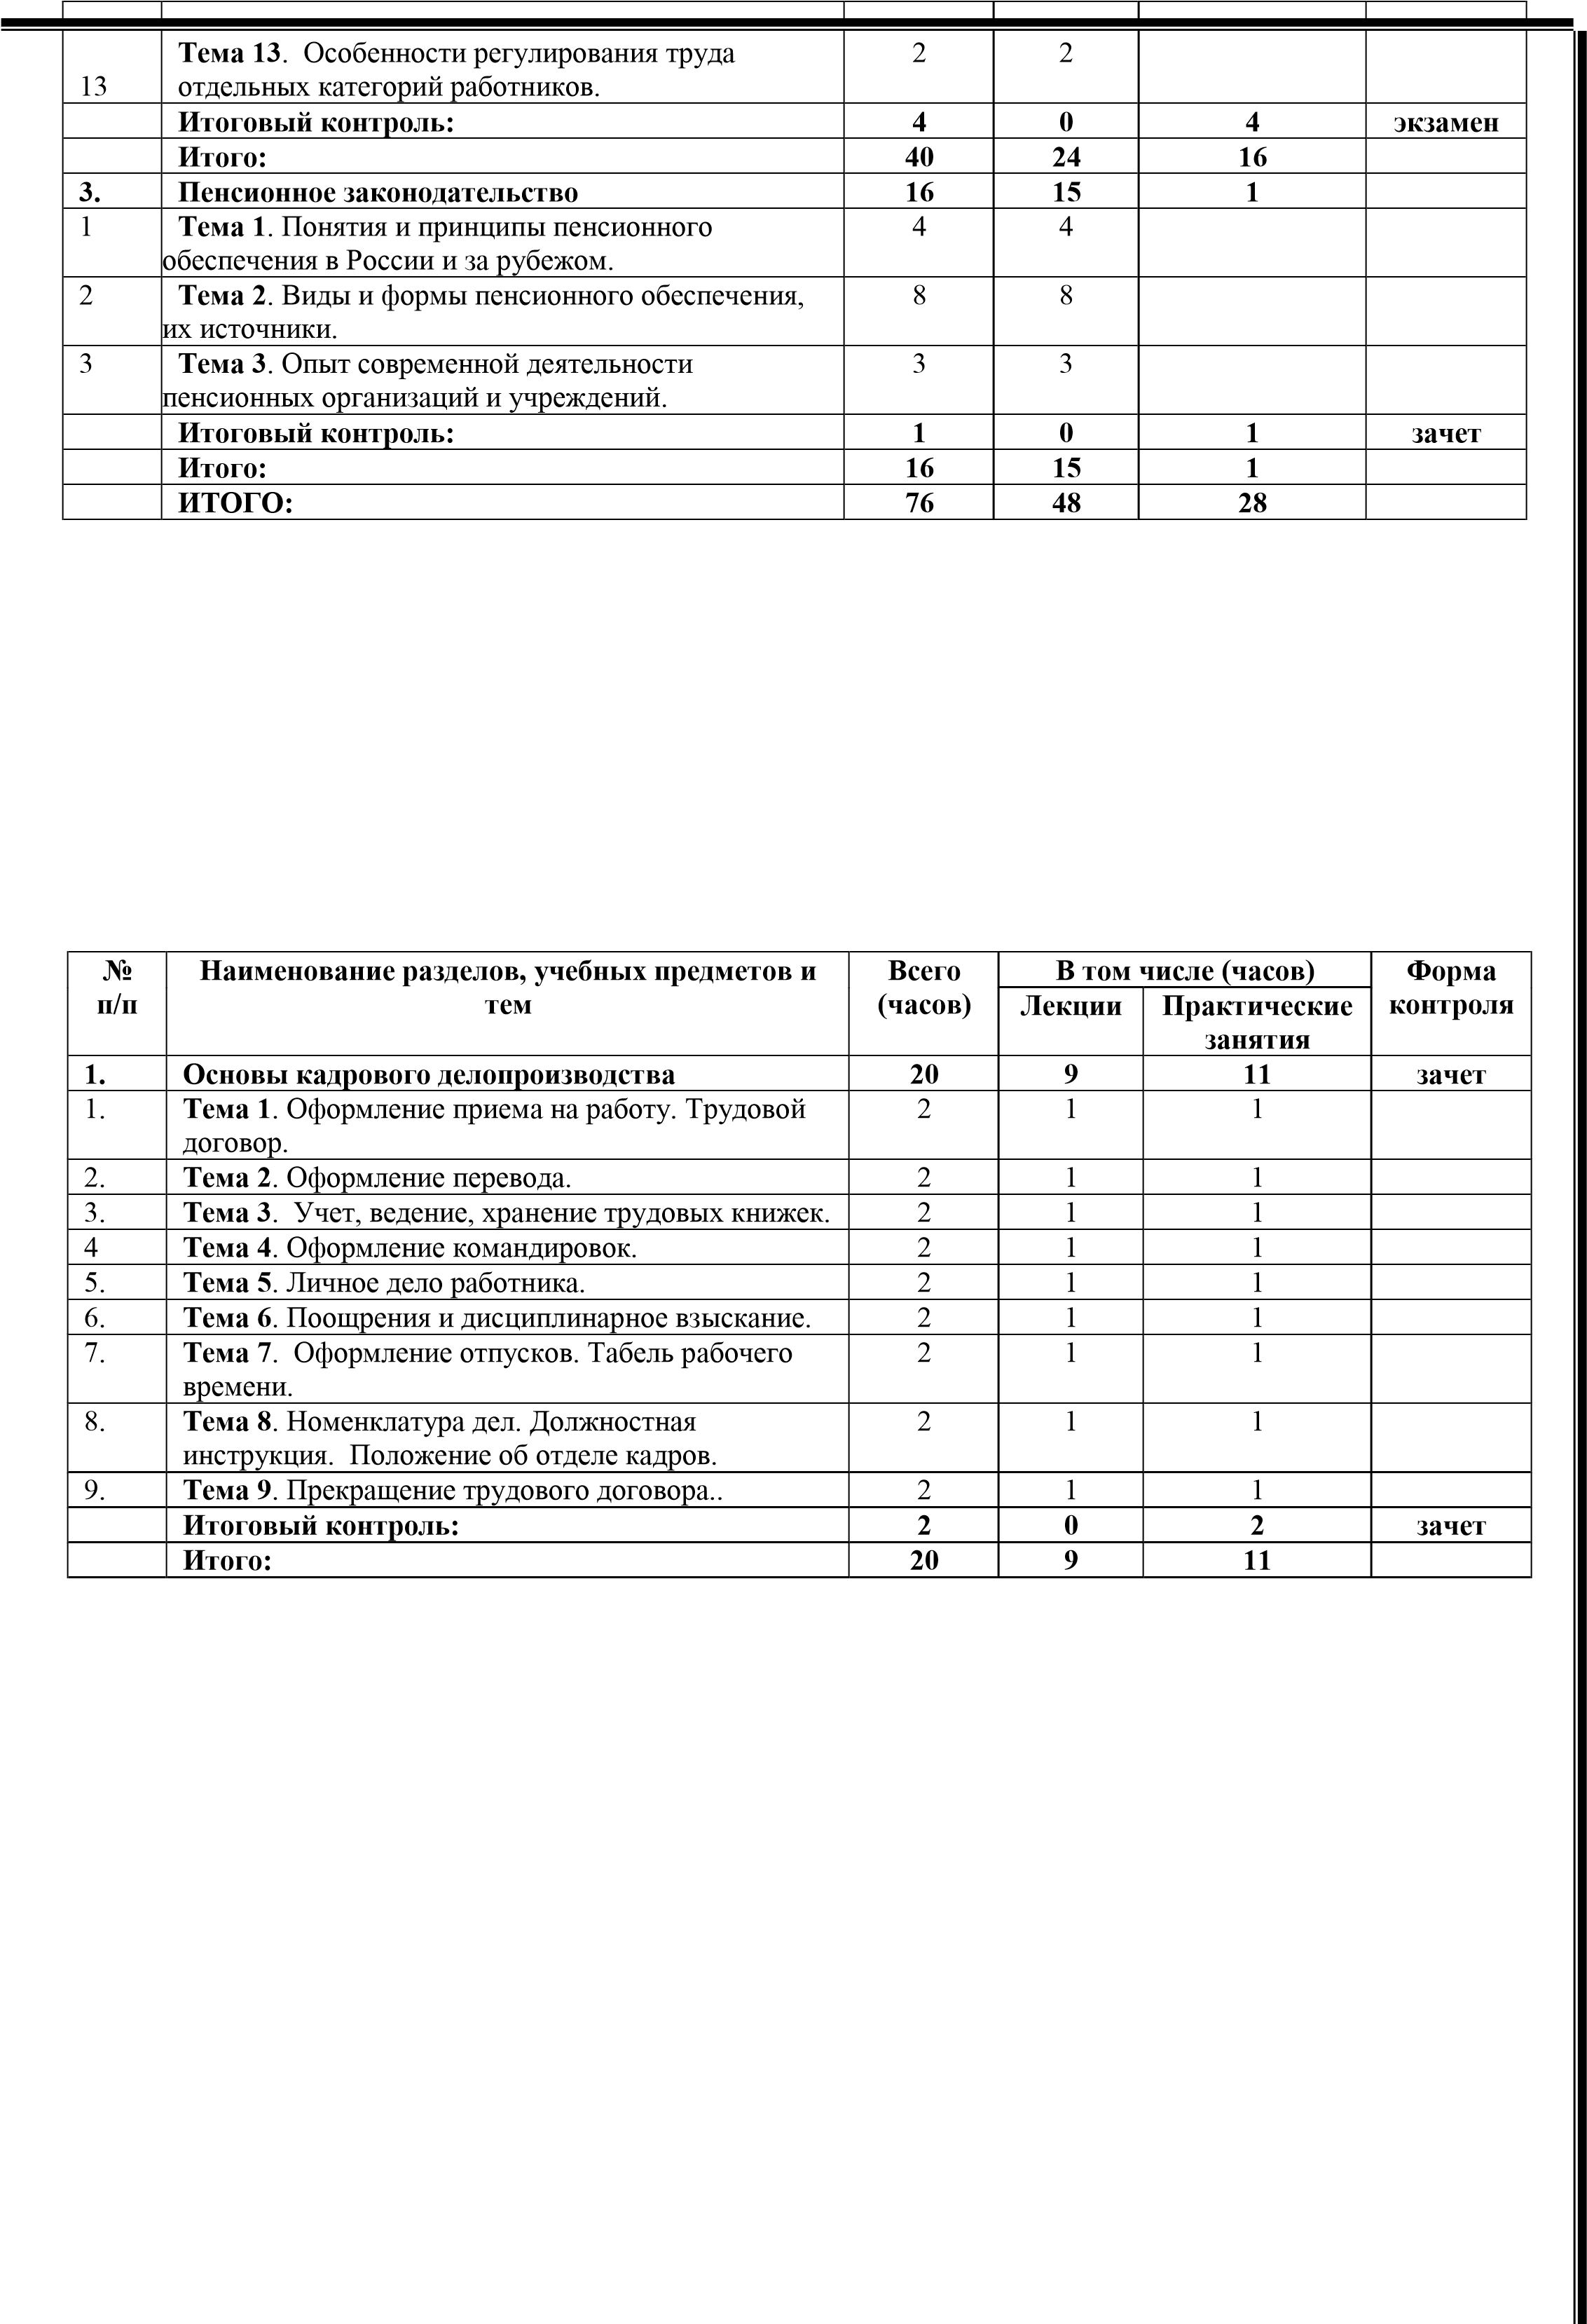 Тема 13.  Особенности регулирования труда 2 2
13 отдельных категорий работников.
Итоговый контроль: 4 0 4 экзамен
Итого: 40 24 16
3. Пенсионное законодательство 16 15 1
1 Тема 1. Понятия и принципы пенсионного 4 4
обеспечения в России и за рубежом.
2 Тема 2. Виды и формы пенсионного обеспечения, 8 8
их источники.
3 Тема 3. Опыт современной деятельности 3 3
пенсионных организаций и учреждений.
Итоговый контроль: 1 0 1 зачет
Итого: 16 15 1
ИТОГО: 76 48 28
№ Наименование разделов, учебных предметов и Всего В том числе (часов) Форма
п/п тем (часов) Лекции Практические контроля
занятия
1. Основы кадрового делопроизводства 20 9 11 зачет
1. Тема 1. Оформление приема на работу. Трудовой 2 1 1
договор.
2. Тема 2. Оформление перевода. 2 1 1
3. Тема 3.  Учет, ведение, хранение трудовых книжек. 2 1 1
4 Тема 4. Оформление командировок. 2 1 1
5. Тема 5. Личное дело работника. 2 1 1
6. Тема 6. Поощрения и дисциплинарное взыскание. 2 1 1
7. Тема 7.  Оформление отпусков. Табель рабочего 2 1 1
времени.
8. Тема 8. Номенклатура дел. Должностная 2 1 1
инструкция.  Положение об отделе кадров.
9. Тема 9. Прекращение трудового договора.. 2 1 1
Итоговый контроль: 2 0 2 зачет
Итого: 20 9 11